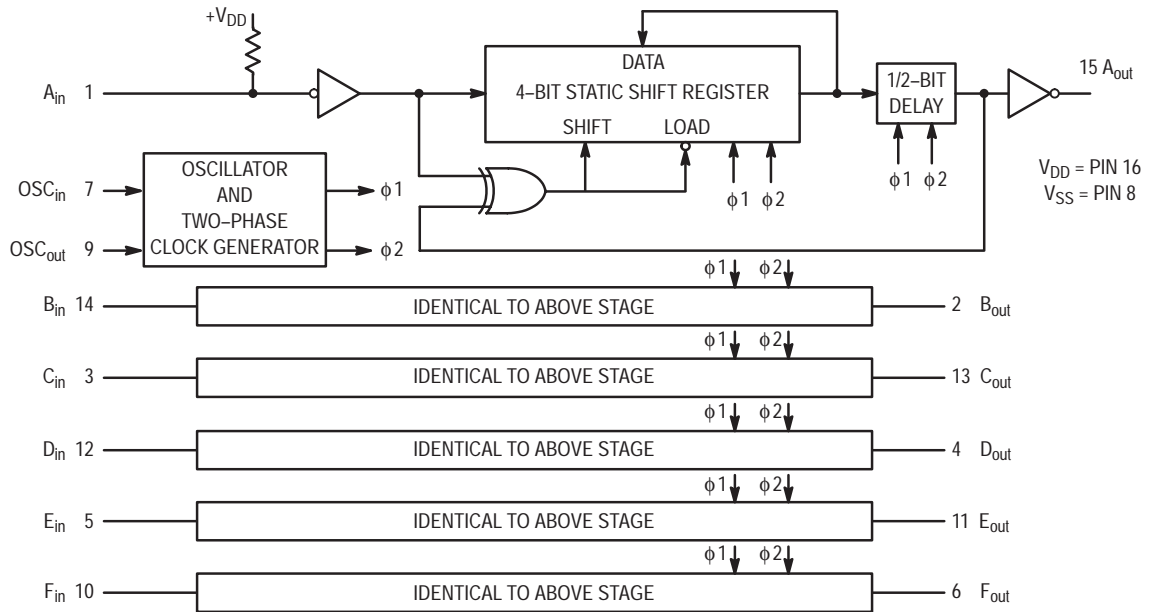 +VDD
Ain 1
DATA
4–BIT STATIC SHIFT REGISTER
SHIFT LOAD
1/2–BIT
DELAY
15 Aout
ϕ1 ϕ2
ϕ1 ϕ2
VDD = PIN 16
VSS = PIN 8
OSCin 7
OSCout 9
OSCILLATOR
AND
TWO–PHASE
CLOCK GENERATOR
ϕ1
ϕ2
ϕ1 ϕ2
Bin 14 IDENTICAL TO ABOVE STAGE 2 Bout
ϕ1 ϕ2
Cin 3 IDENTICAL TO ABOVE STAGE 13 Cout
ϕ1 ϕ2
Din 12 IDENTICAL TO ABOVE STAGE 4 Dout
ϕ1 ϕ2
Ein 5 IDENTICAL TO ABOVE STAGE 11 Eout
ϕ1 ϕ2
Fin 10 IDENTICAL TO ABOVE STAGE 6 Fout